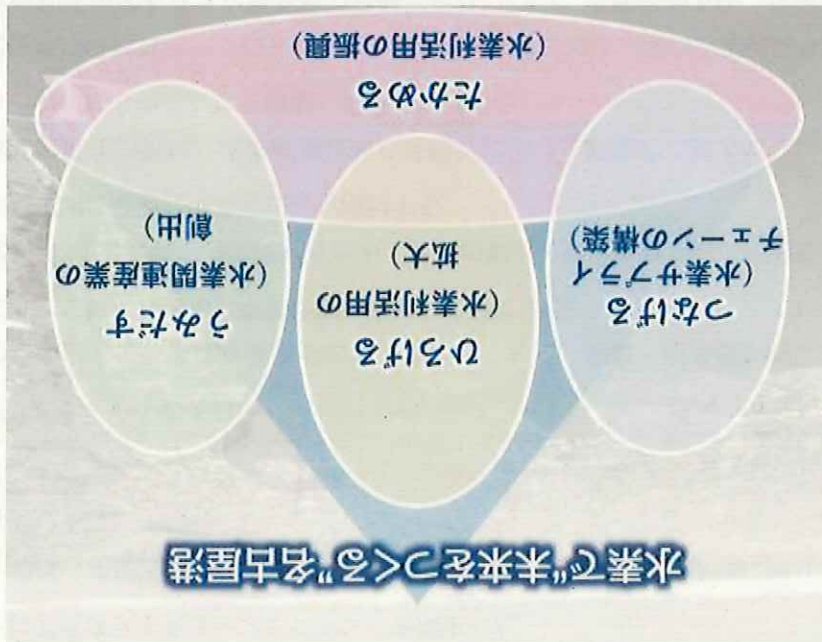 水素で“未来をつくる”名古屋港
つなげる
(水素サプライ
チェーンの構築)
ひろげる
(水素利活用の
拡大)
うみだす
(水素関連産業の
創出)
たかめる
(水素利活用の振興)